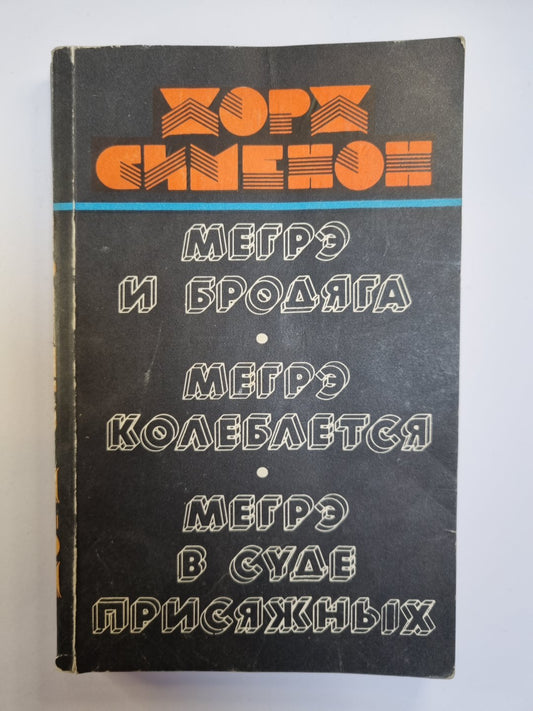 ЖОРЖ
СИМЕНОН
МЕГРЭ
И БРОДЯГА
•
МЕГРЭ
КОЛЕБЛЕТСЯ
•
МЕГРЭ
В СУДЕ
ПРИСЯЖНЫХ